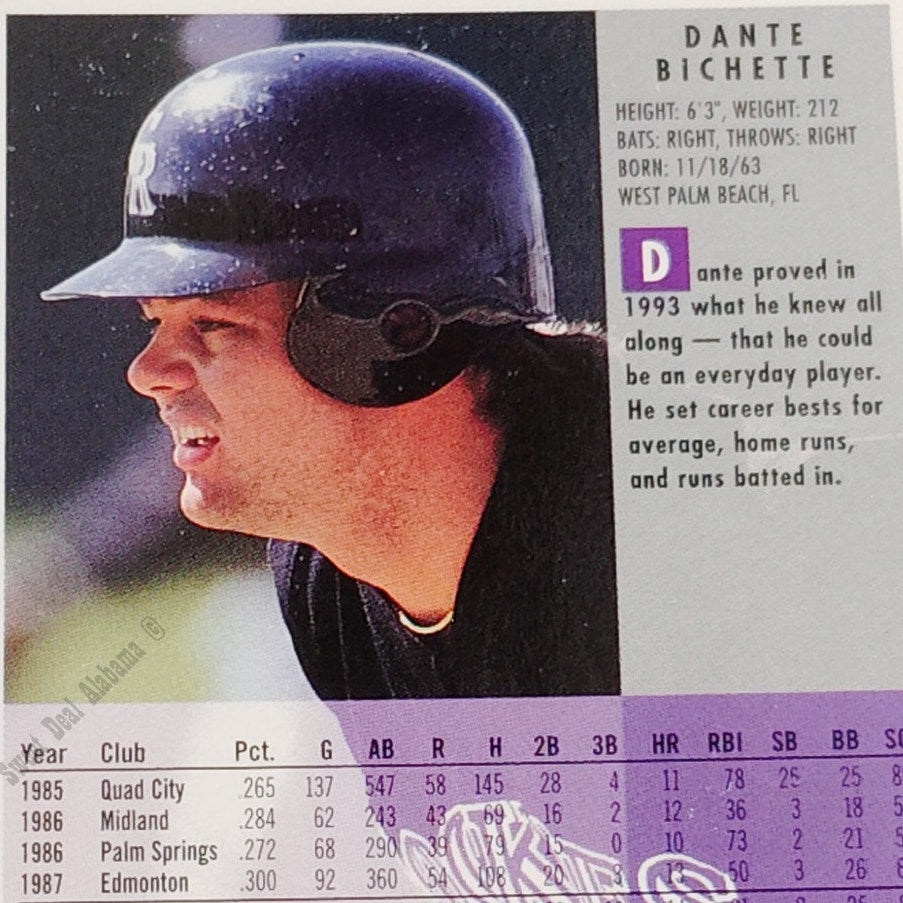 DANTE
BICHETTE
HEIGHT: 6'3", WEIGHT: 212
BATS: RIGHT, THROWS: RIGHT
BORN: 11/18/63
WEST PALM BEACH, FL
R
Dante proved in
1993 what he knew all
along — that he could
be an everyday player.
He set career bests for
average, home runs,
and runs batted in.
Sweet Deal Alabama ©
Year Club Pct. G AB R H 2B 3B HR RBI SB BB
1985 Quad City .265 137 547 58 145 28 4 11 78 25 25
1986 Midland .284 62 243 43 69 16 2 12 36 3 18
1986 Palm Springs .272 68 290 39 79 15 0 10 73 2 21
1987 Edmonton .300 92 360 54 108 20 3 13 50 3 26